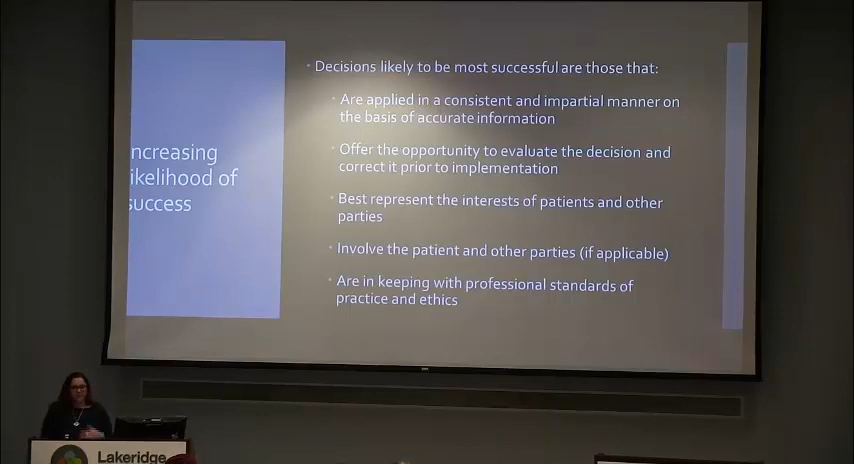 ncreasing
ikelihood of
success
Decisions likely to be most successful are those that:
Are applied in a consistent and impartial manner on
the basis of accurate information
Offer the opportunity to evaluate the decision and
correct it prior to implementation
Best represent the interests of patients and other
parties
Involve the patient and other parties (if applicable)
Are in keeping with professional standards of
practice and ethics
Lakeridge